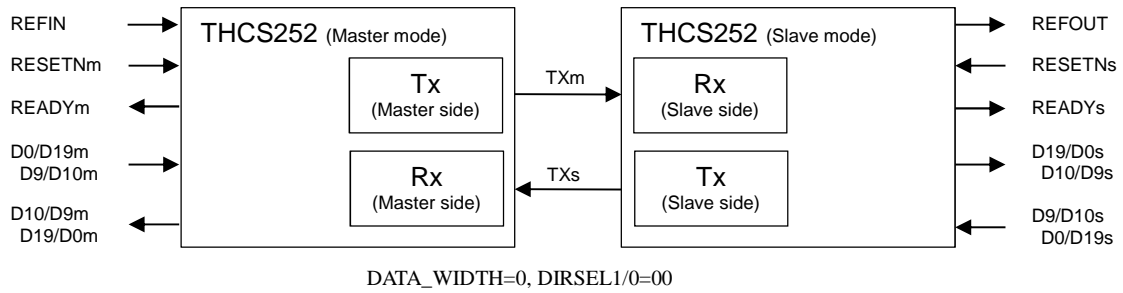 REFIN
RESETNm
READYm
D0/D19m
D9/D10m
D10/D9m
D19/D0m
THCS252 (Master mode)
Tx
(Master side)
Rx
(Master side)
TXm
TXs
THCS252 (Slave mode)
Rx
(Slave side)
Tx
(Slave side)
REFOUT
RESETNs
READYs
D19/D0s
D10/D9s
D9/D10s
D0/D19s
DATA_WIDTH=0, DIRSEL1/0=00